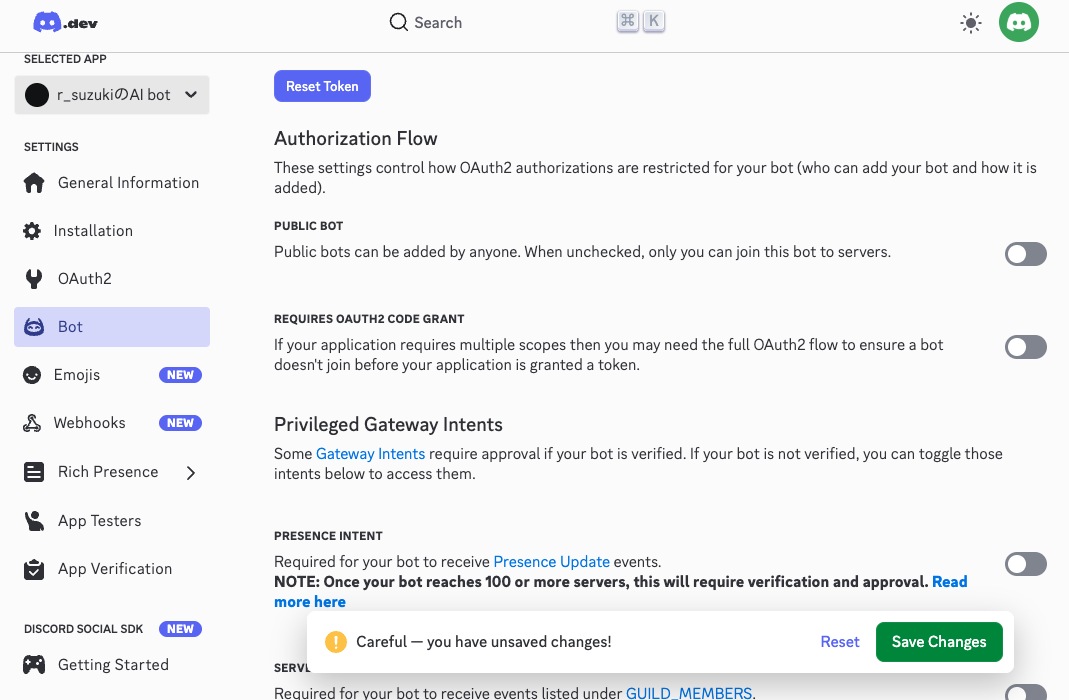 .dev
Search
⌘ K
SELECTED APP
r_suzukiのAI bot
SETTINGS
General Information
Installation
OAuth2
Bot
Emojis NEW
Webhooks NEW
Rich Presence
App Testers
App Verification
DISCORD SOCIAL SDK NEW
Getting Started
Reset Token
Authorization Flow
These settings control how OAuth2 authorizations are restricted for your bot (who can add your bot and how it is
added).
PUBLIC BOT
Public bots can be added by anyone. When unchecked, only you can join this bot to servers.
REQUIRES OAUTH2 CODE GRANT
If your application requires multiple scopes then you may need the full OAuth2 flow to ensure a bot
doesn't join before your application is granted a token.
Privileged Gateway Intents
Some Gateway Intents require approval if your bot is verified. If your bot is not verified, you can toggle those
intents below to access them.
PRESENCE INTENT
Required for your bot to receive Presence Update events.
NOTE: Once your bot reaches 100 or more servers, this will require verification and approval. Read
more here
Careful — you have unsaved changes!
Reset
Save Changes
Required for your bot to receive events listed under GUILD_MEMBERS.